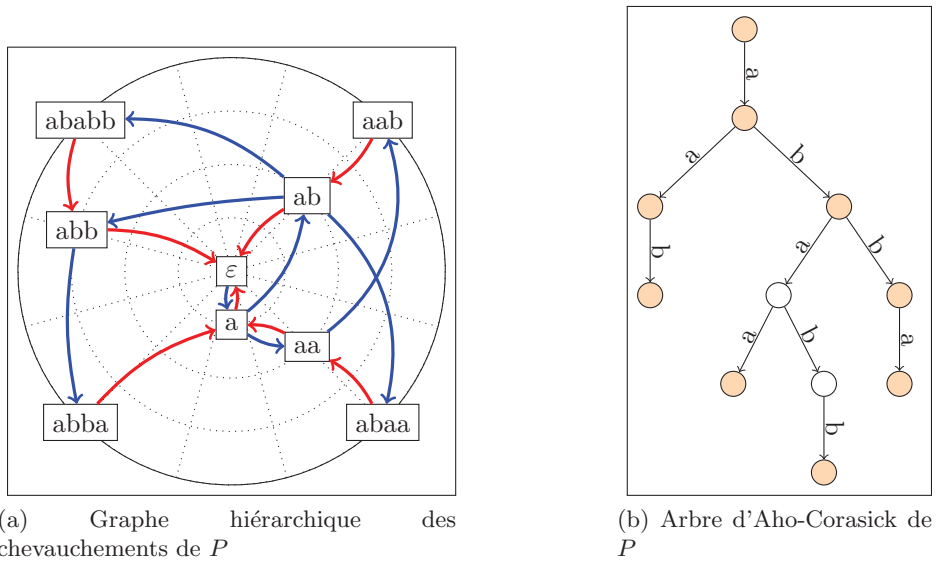 ababb
aab
ab
abb
ε
a
aa
abba
abaa
(a) Graphe hiérarchique des
chevauchements de P
a
a
b
b
a
b
a
b
a
b
(b) Arbre d'Aho-Corasick de
P